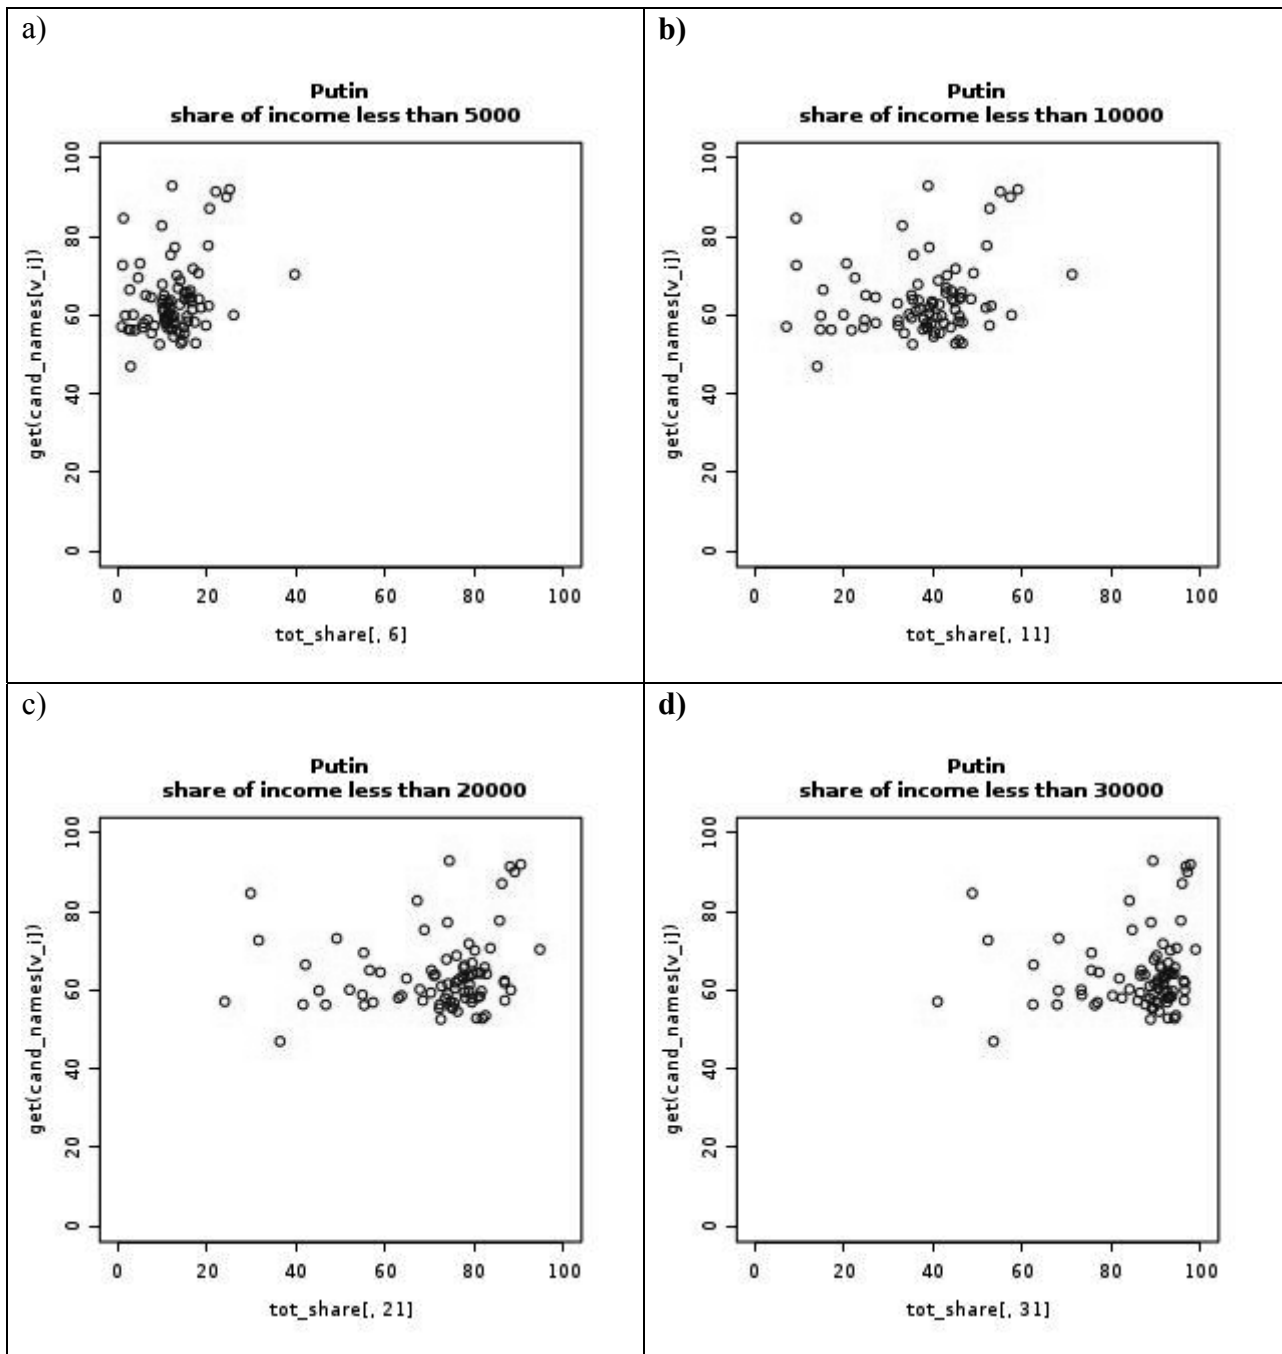 a)
Putin
share of income less than 5000
100
80
60
40
20
0
get(cand_names[v_i])
0 20 40 60 80 100
tot_share[, 6]
b)
Putin
share of income less than 10000
100
80
60
40
20
0
get(cand_names[v_i])
0 20 40 60 80 100
tot_share[, 11]
c)
Putin
share of income less than 20000
100
80
60
40
20
0
get(cand_names[v_i])
0 20 40 60 80 100
tot_share[, 21]
d)
Putin
share of income less than 30000
100
80
60
40
20
0
get(cand_names[v_i])
0 20 40 60 80 100
tot_share[, 31]